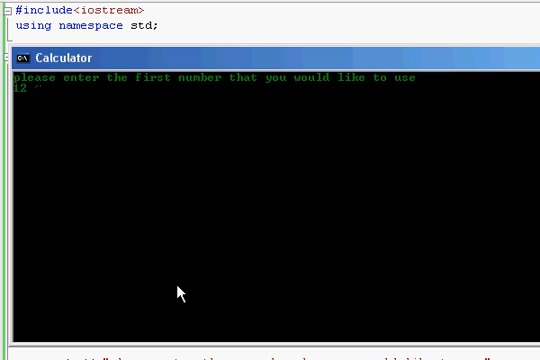 #include<iostream>
using namespace std;
Calculator
please enter the first number that you would like to use
12